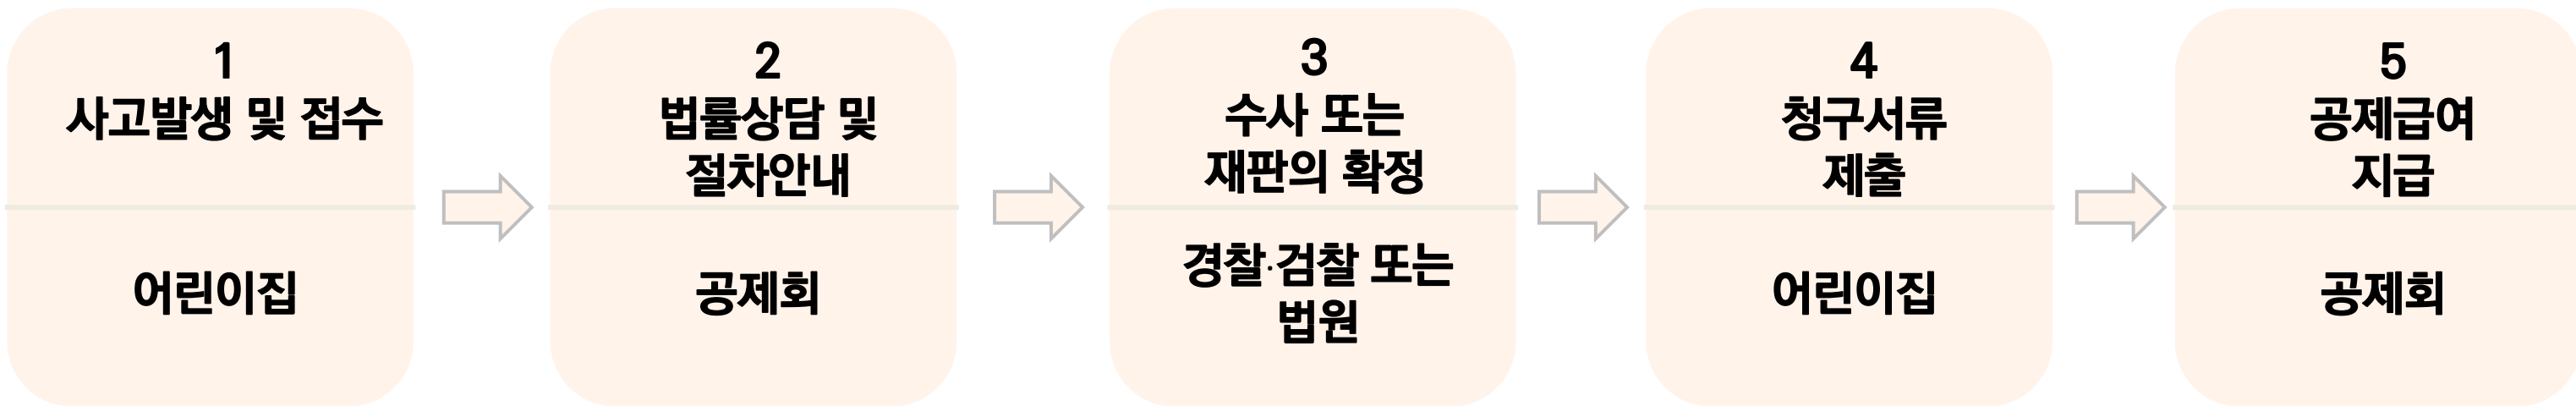 1
사고발생 및 접수
어린이집
2
법률상담 및
절차안내
공제회
3
수사 또는
재판의 확정
경찰·검찰 또는
법원
4
청구서류
제출
어린이집
5
공제급여
지급
공제회